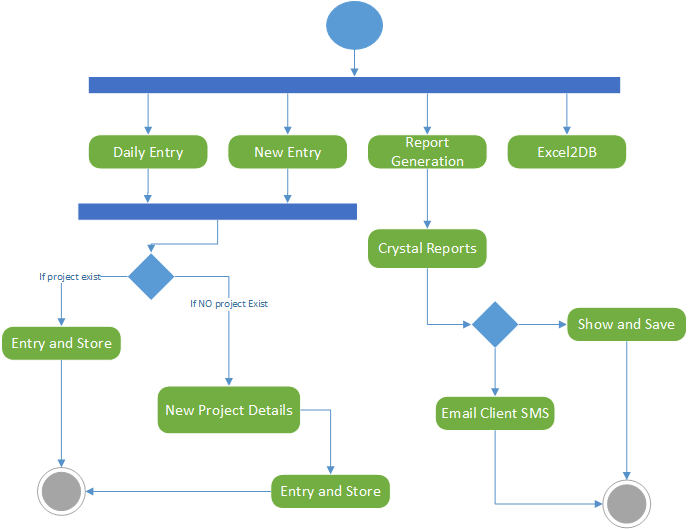 Daily Entry
New Entry
Report
Generation
Excel2DB
Crystal Reports
If project exist
If NO project Exist
Entry and Store
Show and Save
New Project Details
Email Client SMS
Entry and Store